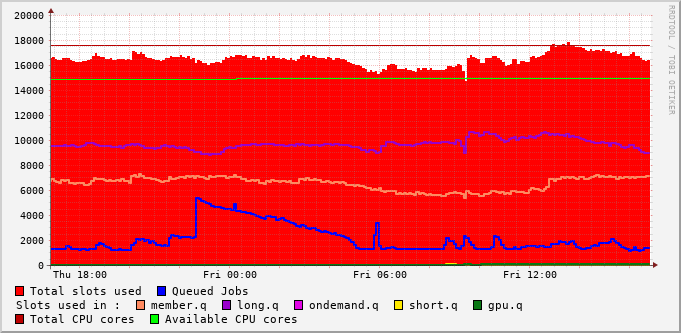 20000
18000
16000
14000
12000
10000
8000
6000
4000
2000
0
Thu 18:00 Fri 00:00 Fri 06:00 Fri 12:00
Total slots used Queued Jobs
Slots used in : member.q long.q ondemand.q short.q gpu.q
Total CPU cores Available CPU cores
RRDTOOL / TOBI OETIKER